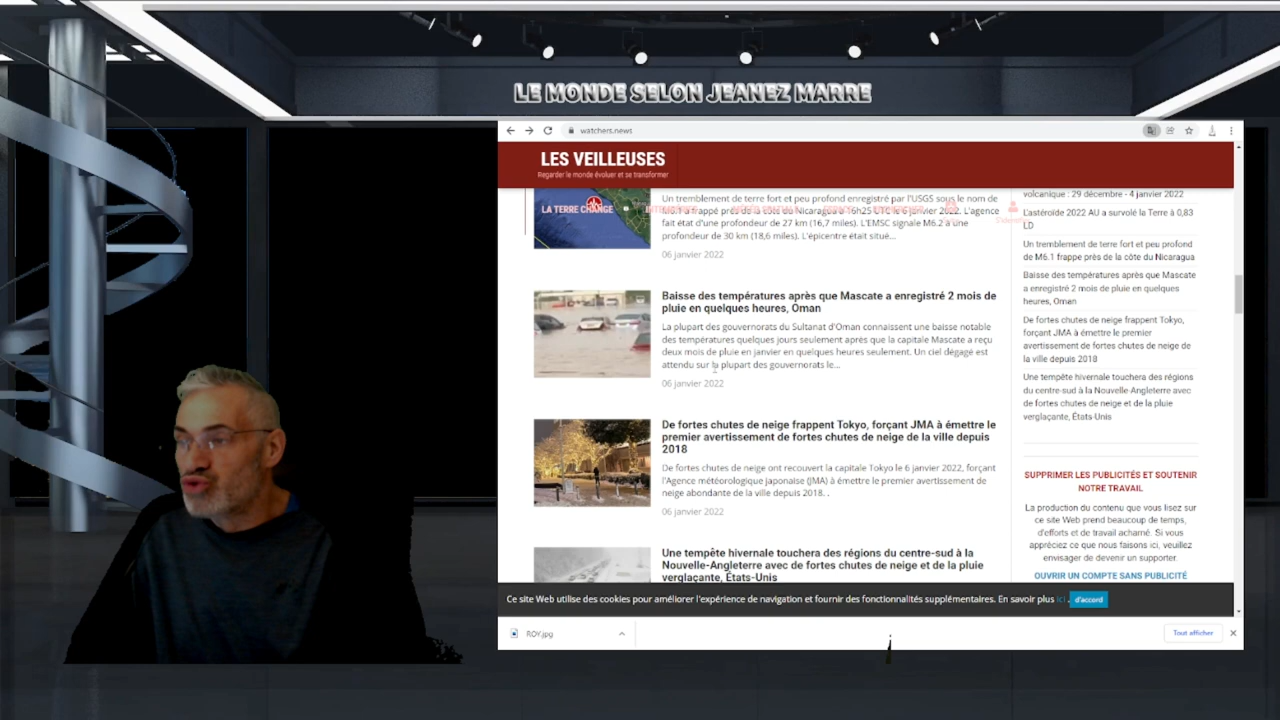 LE MONDE SELON JEANEZ MARRE
watchers.news
LES VEILLEUSES
Regarder le monde évoluer et se transformer
LA TERRE CHANGE
Un tremblement de terre fort et peu profond enregistré par l'USGS sous le nom de
M6.1 a frappé près de la côte du Nicaragua à 16h25 UTC le 6 janvier 2022. L'agence
fait état d'une profondeur de 27 km (16,7 miles). L'EMSC signale M6.2 à une
profondeur de 30 km (18,6 miles). L'épicentre était situé...
06 janvier 2022
Baisse des températures après que Mascate a enregistré 2 mois de
pluie en quelques heures, Oman
La plupart des gouvernorats du Sultanat d'Oman connaissent une baisse notable
des températures quelques jours seulement après que la capitale Mascate a reçu
deux mois de pluie en janvier en quelques heures seulement. Un ciel dégagé est
attendu sur la plupart des gouvernorats le...
06 janvier 2022
De fortes chutes de neige frappent Tokyo, forçant JMA à émettre le
premier avertissement de fortes chutes de neige de la ville depuis
2018
De fortes chutes de neige ont recouvert la capitale Tokyo le 6 janvier 2022, forçant
l'Agence météorologique japonaise (JMA) à émettre le premier avertissement de
neige abondante de la ville depuis 2018. .
06 janvier 2022
Une tempête hivernale touchera des régions du centre-sud à la
Nouvelle-Angleterre avec de fortes chutes de neige et de la pluie
verglaçante, États-Unis
volcanique : 29 décembre - 4 janvier 2022
L'astéroïde 2022 AU a survolé la Terre à 0,83
LD
Un tremblement de terre fort et peu profond
de M6.1 frappe près de la côte du Nicaragua
Baisse des températures après que Mascate
a enregistré 2 mois de pluie en quelques
heures, Oman
De fortes chutes de neige frappent Tokyo,
forçant JMA à émettre le premier
avertissement de fortes chutes de neige de
la ville depuis 2018
Une tempête hivernale touchera des régions
du centre-sud à la Nouvelle-Angleterre avec
de fortes chutes de neige et de la pluie
verglaçante, États-Unis
SUPPRIMER LES PUBLICITÉS ET SOUTENIR
NOTRE TRAVAIL
La production du contenu que vous lisez sur
ce site Web prend beaucoup de temps,
d'efforts et de travail acharné. Si vous
appréciez ce que nous faisons ici, veuillez
envisager de devenir un supporter.
OUVRIR UN COMPTE SANS PUBLICITÉ
Ce site Web utilise des cookies pour améliorer l'expérience de navigation et fournir des fonctionnalités supplémentaires. En savoir plus ici . d'accord
ROY.jpg
Tout afficher